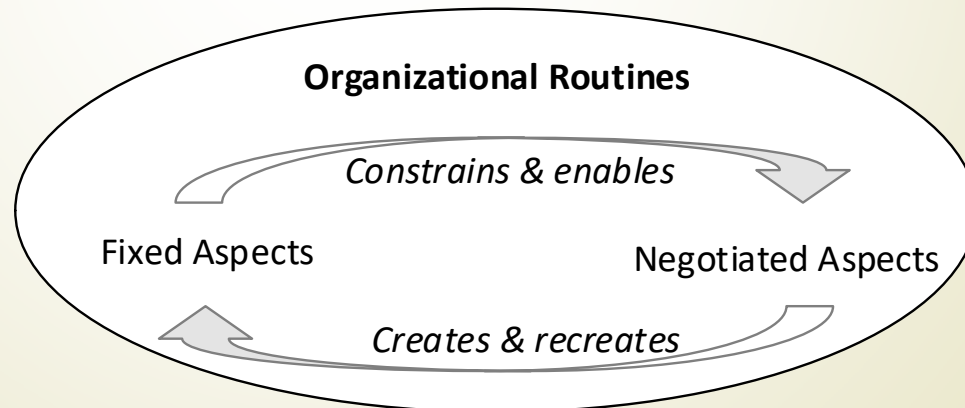 Organizational Routines
Constrains & enables
Fixed Aspects
Negotiated Aspects
Creates & recreates